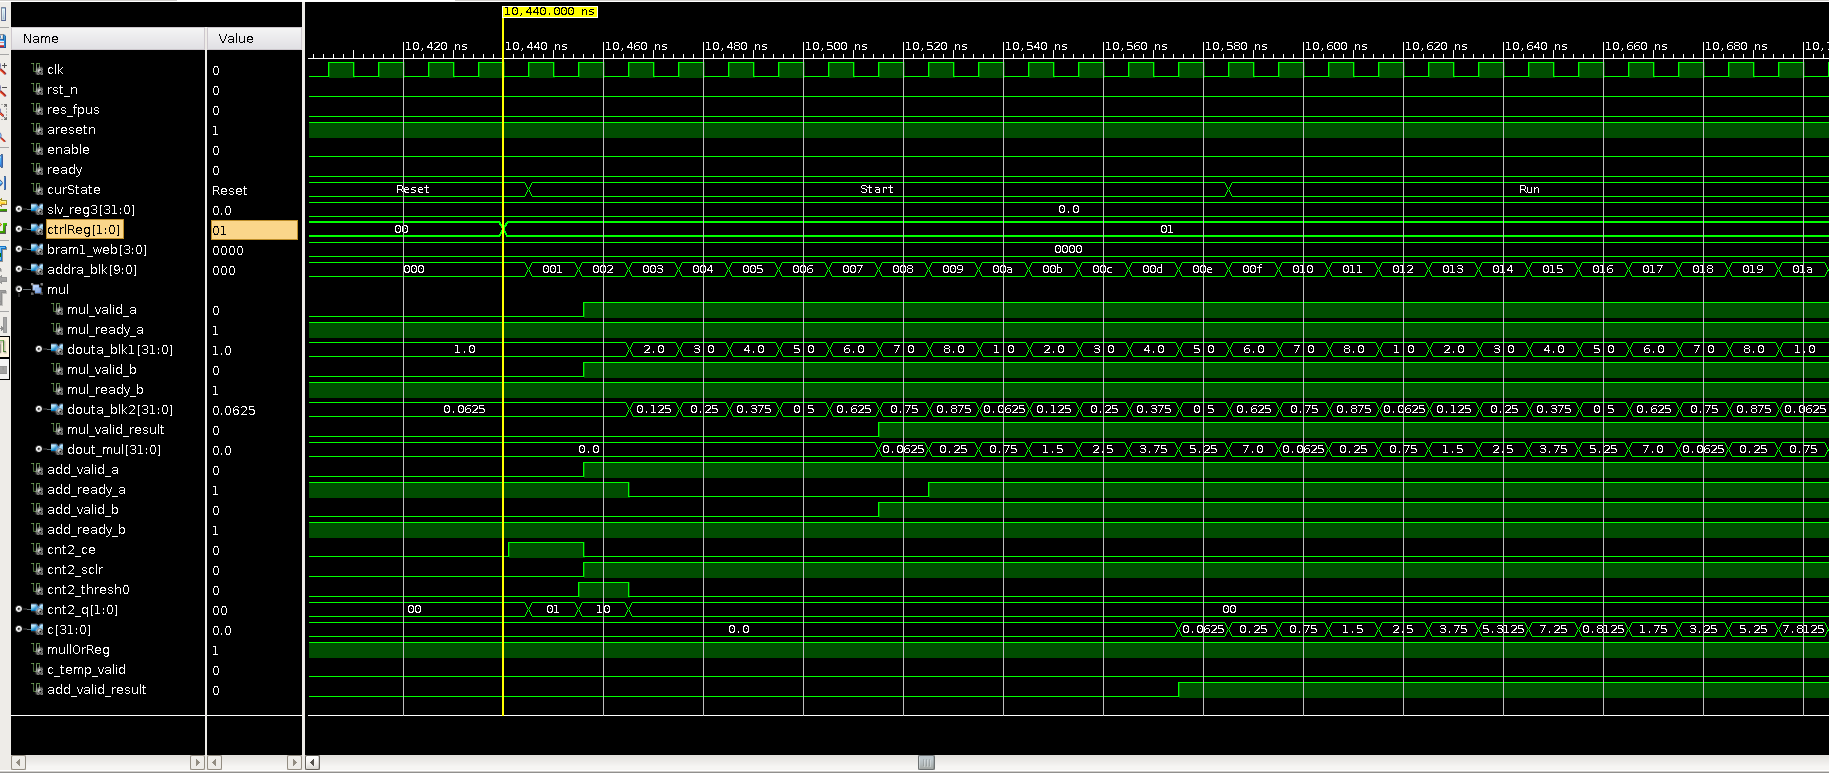 10,440.000 ns
Name Value
10,420 ns 10,440 ns 10,460 ns 10,480 ns 10,500 ns 10,520 ns 10,540 ns 10,560 ns 10,580 ns 10,600 ns 10,620 ns 10,640 ns 10,660 ns 10,680 ns
clk 0
rst_n 0
res_fpus 0
aresetn 1
enable 0
ready 0
curState Reset Reset Start Run
slv_reg3[31:0] 0.0 0.0
ctrlReg[1:0] 01 00 01
bram1_web[3:0] 0000 0000
addra_blk[9:0] 000 000 001 002 003 004 005 006 007 008 009 00a 00b 00c 00d 00e 00f 010 011 012 013 014 015 016 017 018 019 01a
mul
mul_valid_a 0
mul_ready_a 1
douta_blk1[31:0] 1.0 1.0 2.0 3.0 4.0 5.0 6.0 7.0 8.0 1.0 2.0 3.0 4.0 5.0 6.0 7.0 8.0 1.0 2.0 3.0 4.0 5.0 6.0 7.0 8.0 1.0
mul_valid_b 0
mul_ready_b 1
douta_blk2[31:0] 0.0625 0.0625 0.125 0.25 0.375 0.5 0.625 0.75 0.875 0.0625 0.125 0.25 0.375 0.5 0.625 0.75 0.875 0.0625 0.125 0.25 0.375 0.5 0.625 0.75 0.875 0.0625
mul_valid_result 0
dout_mul[31:0] 0.0 0.0 0.0625 0.25 0.75 1.5 2.5 3.75 5.25 7.0 0.0625 0.25 0.75 1.5 2.5 3.75 5.25 7.0 0.0625 0.25 0.75
add_valid_a 0
add_ready_a 1
add_valid_b 0
add_ready_b 1
cnt2_ce 0
cnt2_sclr 0
cnt2_thresh0 0
cnt2_q[1:0] 00 00 01 10 00
c[31:0] 0.0 0.0 0.0625 0.25 0.75 1.5 2.5 3.75 5.3125 7.25 0.8125 1.75 3.25 5.25 7.8125
mullOrReg 1
c_temp_valid 0
add_valid_result 0